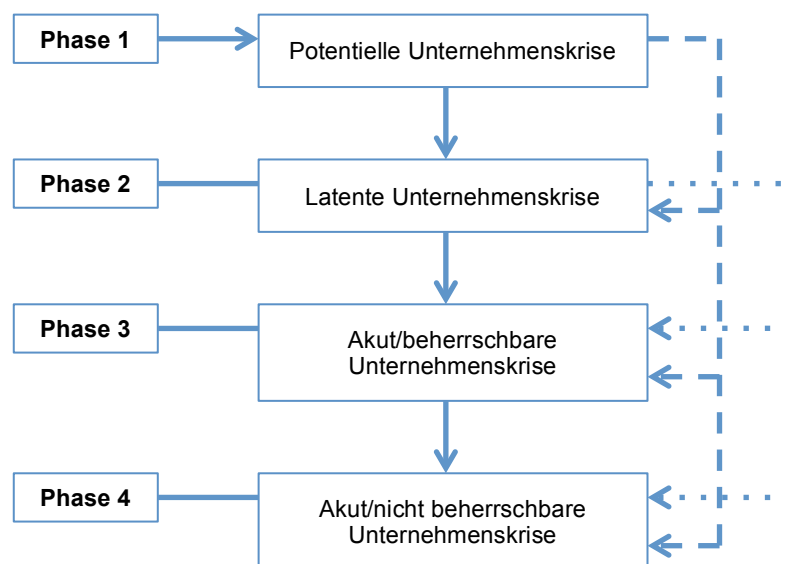 Phase 1
Potentielle Unternehmenskrise
Phase 2
Latente Unternehmenskrise
Phase 3
Akut/beherrschbare
Unternehmenskrise
Phase 4
Akut/nicht beherrschbare
Unternehmenskrise